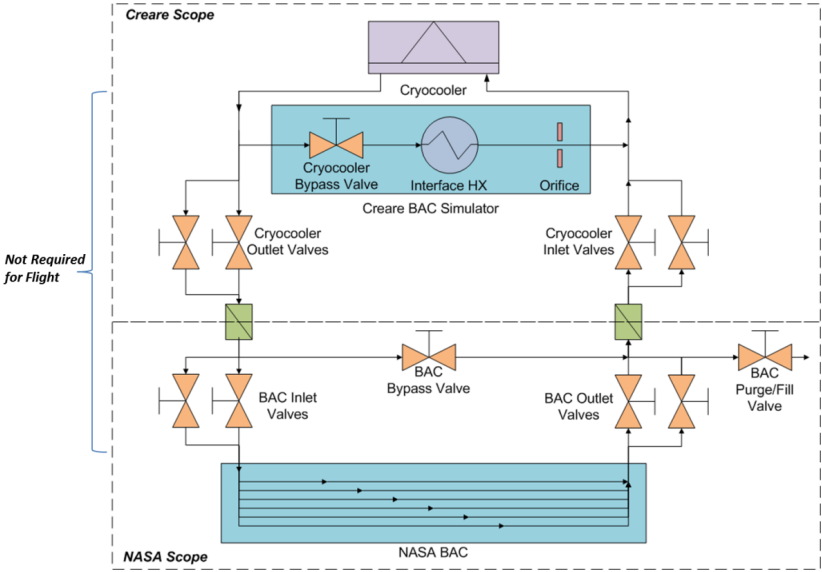 Creare Scope
Cryocooler
Cryocooler
Bypass Valve
Interface HX
Orifice
Creare BAC Simulator
Cryocooler
Outlet Valves
Cryocooler
Inlet Valves
Not Required
for Flight
BAC
Bypass Valve
BAC
Purge/Fill
Valve
BAC Inlet
Valves
BAC Outlet
Valves
NASA BAC
NASA Scope